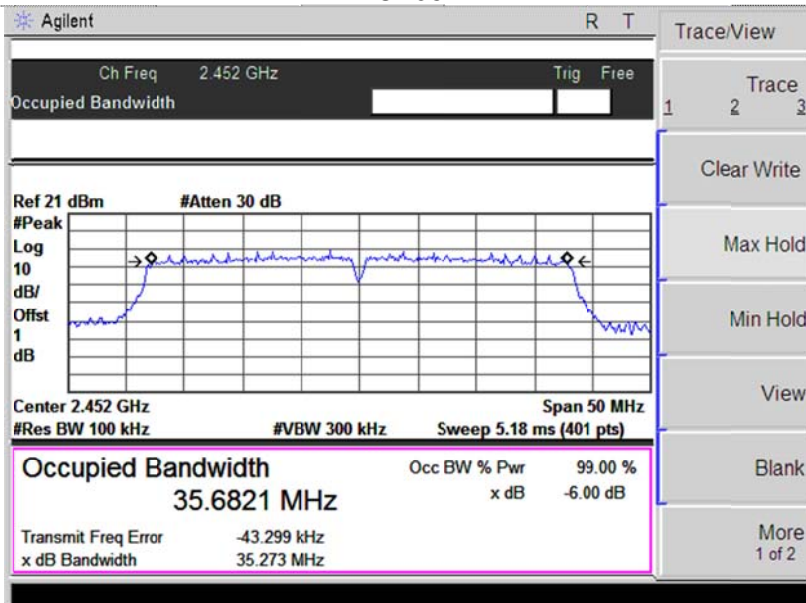 Agilent R T
Trace/View
Ch Freq 2.452 GHz Trig Free
Occupied Bandwidth
Trace
1 2 3
Clear Write
Max Hold
Min Hold
View
Blank
More
1 of 2
Ref 21 dBm #Atten 30 dB
#Peak
Log
10
dB/
Offst
1
dB
Center 2.452 GHz Span 50 MHz
#Res BW 100 kHz #VBW 300 kHz Sweep 5.18 ms (401 pts)
Occupied Bandwidth Occ BW % Pwr 99.00 %
35.6821 MHz x dB -6.00 dB
Transmit Freq Error -43.299 kHz
x dB Bandwidth 35.273 MHz